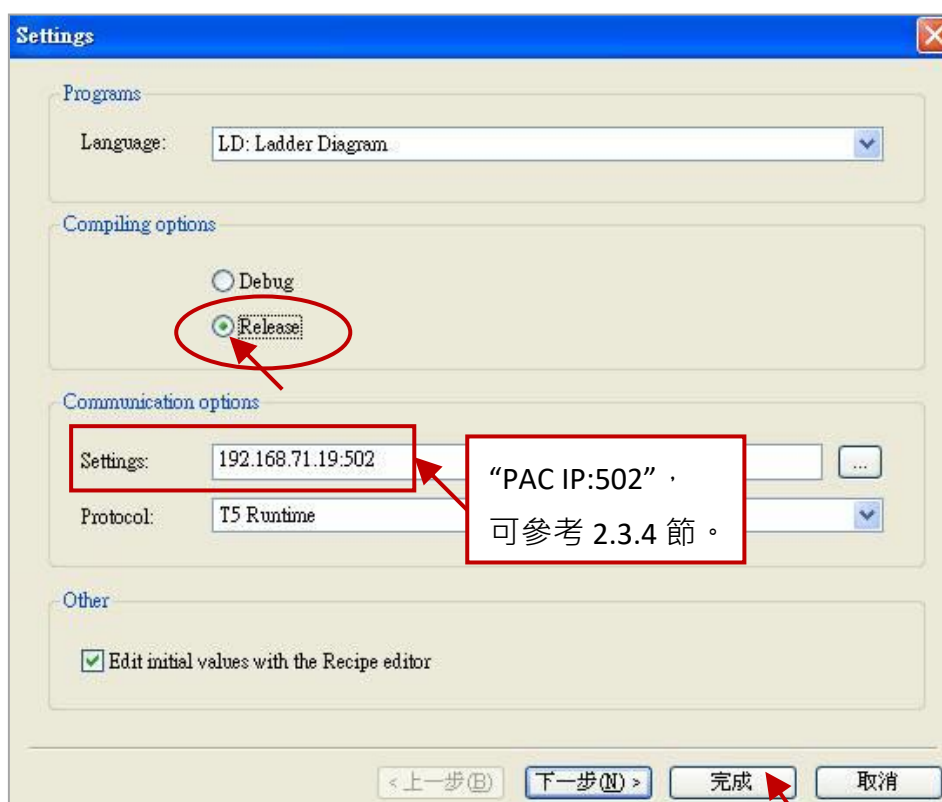 Settings
Programs
Language: LD: Ladder Diagram
Compiling options
Debug
Release
Communication options
Settings: 192.168.71.19:502 ...
“PAC IP:502”，
可參考 2.3.4 節。
Protocol: T5 Runtime
Other
Edit initial values with the Recipe editor
<上一步(B) 下一步(N) > 完成 取消